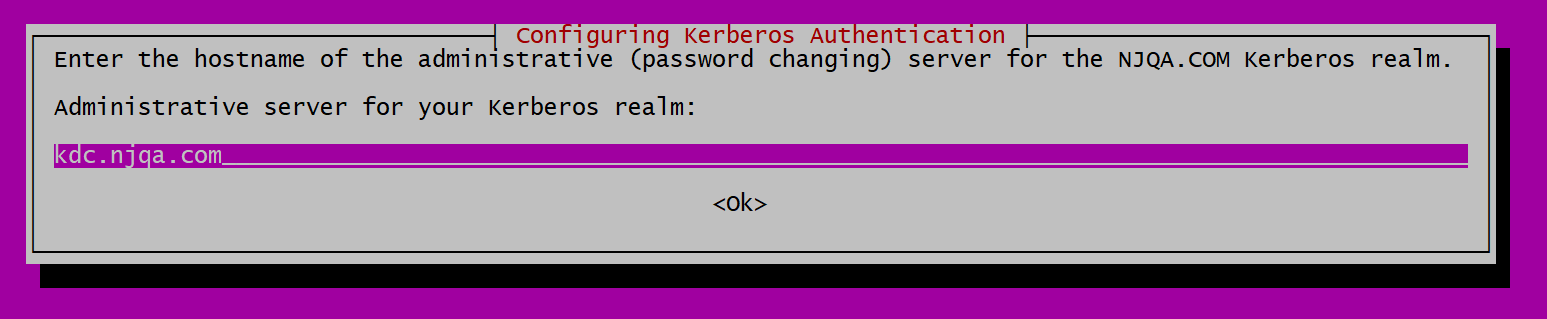 Configuring Kerberos Authentication
Enter the hostname of the administrative (password changing) server for the NJQA.COM Kerberos realm.
Administrative server for your Kerberos realm:
kdc.njqa.com
<Ok>